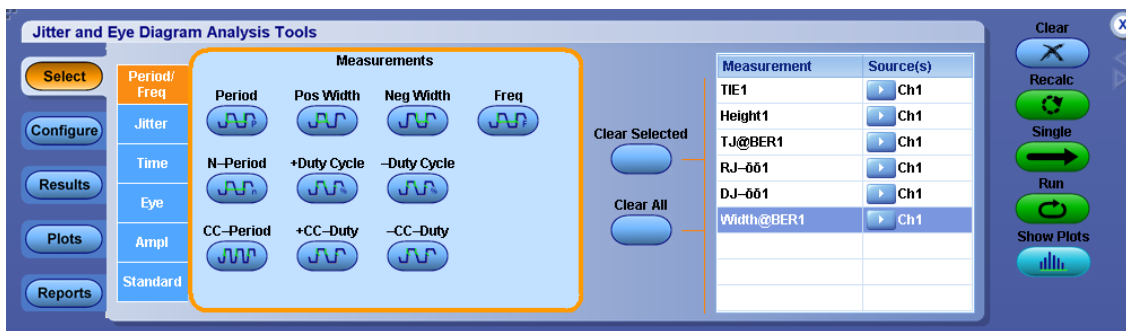 Jitter and Eye Diagram Analysis Tools
Select
Configure
Results
Plots
Reports
Period/
Freq
Jitter
Time
Eye
Ampl
Standard
Measurements
Period Pos Width Neg Width Freq
N–Period +Duty Cycle –Duty Cycle
CC–Period +CC–Duty –CC–Duty
Clear Selected
Clear All
Measurement Source(s)
TIE1 Ch1
Height1 Ch1
TJ@BER1 Ch1
RJ–δδ1 Ch1
DJ–δδ1 Ch1
Width@BER1 Ch1
Clear
Recalc
Single
Run
Show Plots